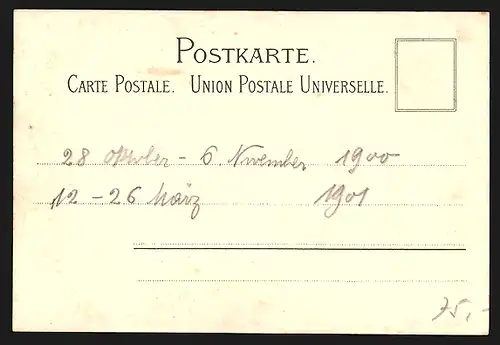 POSTKARTE.
CARTE POSTALE. UNION POSTALE UNIVERSELLE.
28 Oktober - 6. November 1900
12 - 26 März 1901
75,-